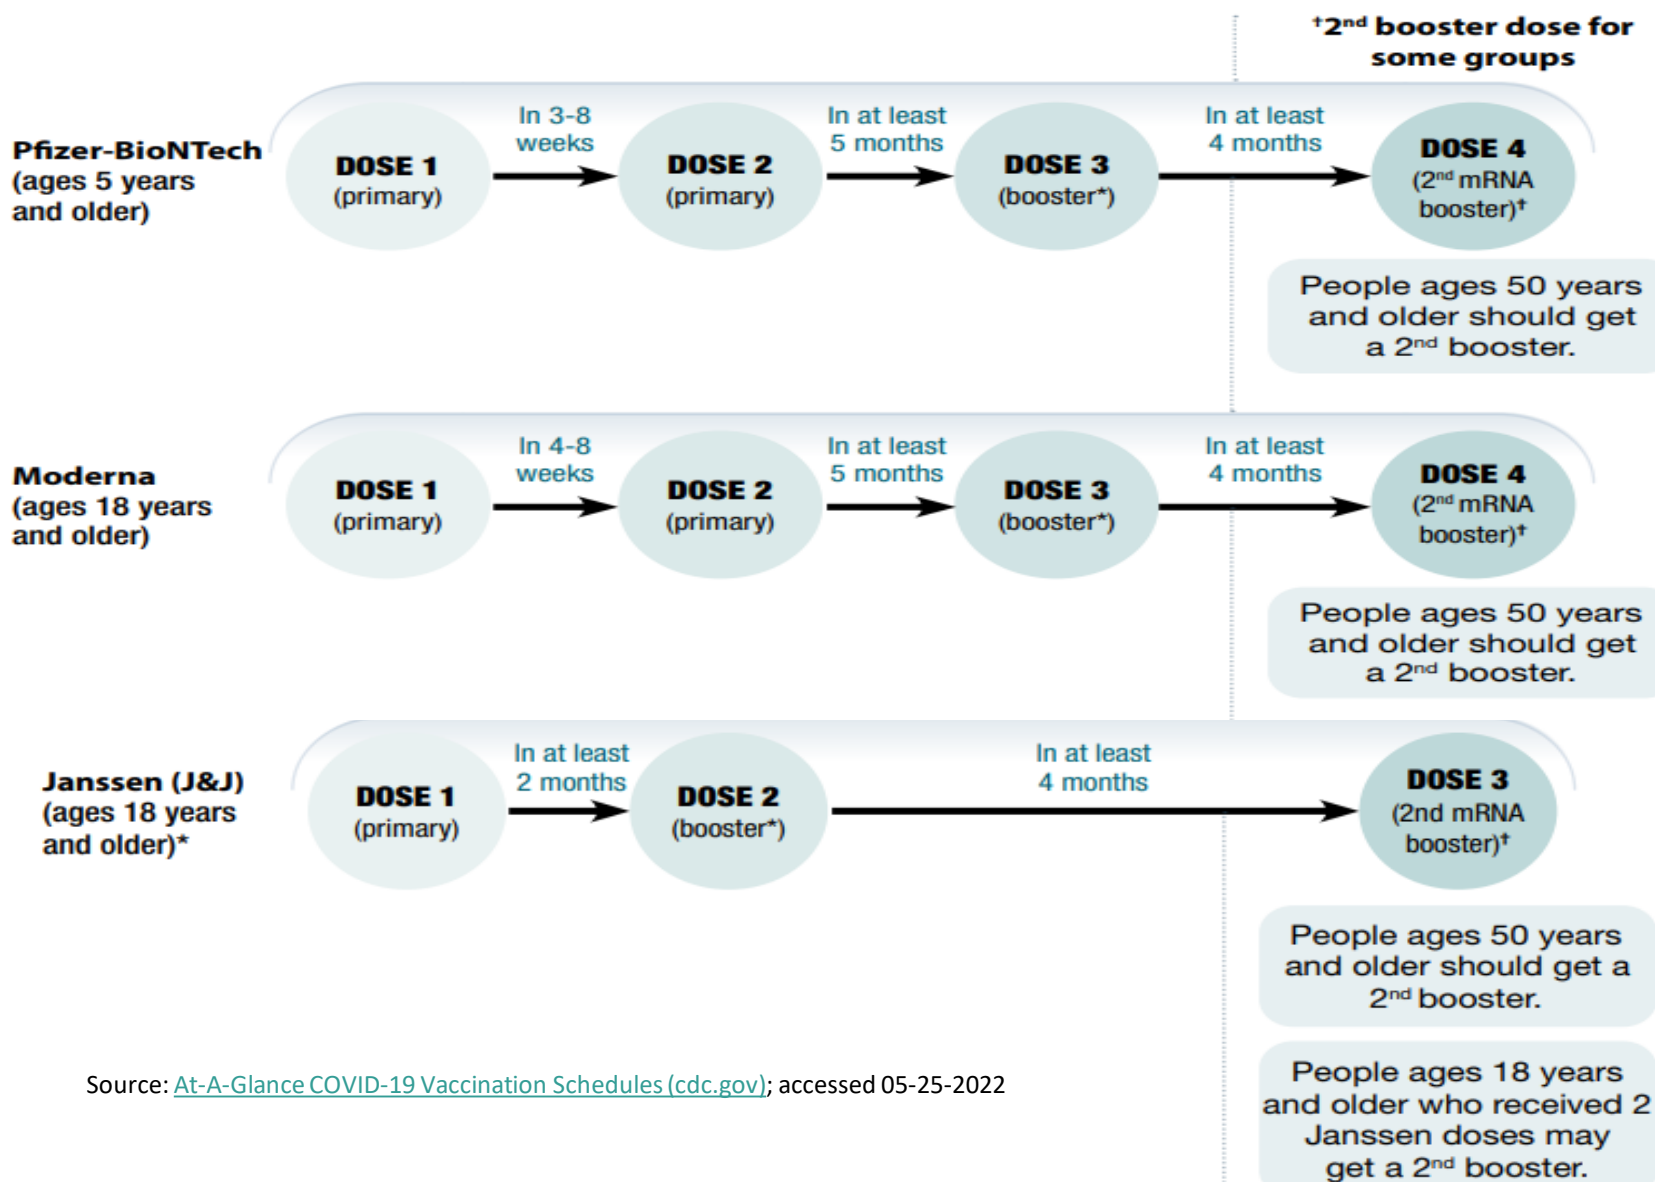 †2nd booster dose for
some groups
Pfizer-BioNTech
(ages 5 years
and older)
DOSE 1
(primary)
In 3-8
weeks
DOSE 2
(primary)
In at least
5 months
DOSE 3
(booster*)
In at least
4 months
DOSE 4
(2nd mRNA
booster)†
People ages 50 years
and older should get
a 2nd booster.
Moderna
(ages 18 years
and older)
DOSE 1
(primary)
In 4-8
weeks
DOSE 2
(primary)
In at least
5 months
DOSE 3
(booster*)
In at least
4 months
DOSE 4
(2nd mRNA
booster)†
People ages 50 years
and older should get
a 2nd booster.
Janssen (J&J)
(ages 18 years
and older)*
DOSE 1
(primary)
In at least
2 months
DOSE 2
(booster*)
In at least
4 months
DOSE 3
(2nd mRNA
booster)†
People ages 50 years
and older should get a
2nd booster.
People ages 18 years
and older who received 2
Janssen doses may
get a 2nd booster.
Source: At-A-Glance COVID-19 Vaccination Schedules (cdc.gov); accessed 05-25-2022